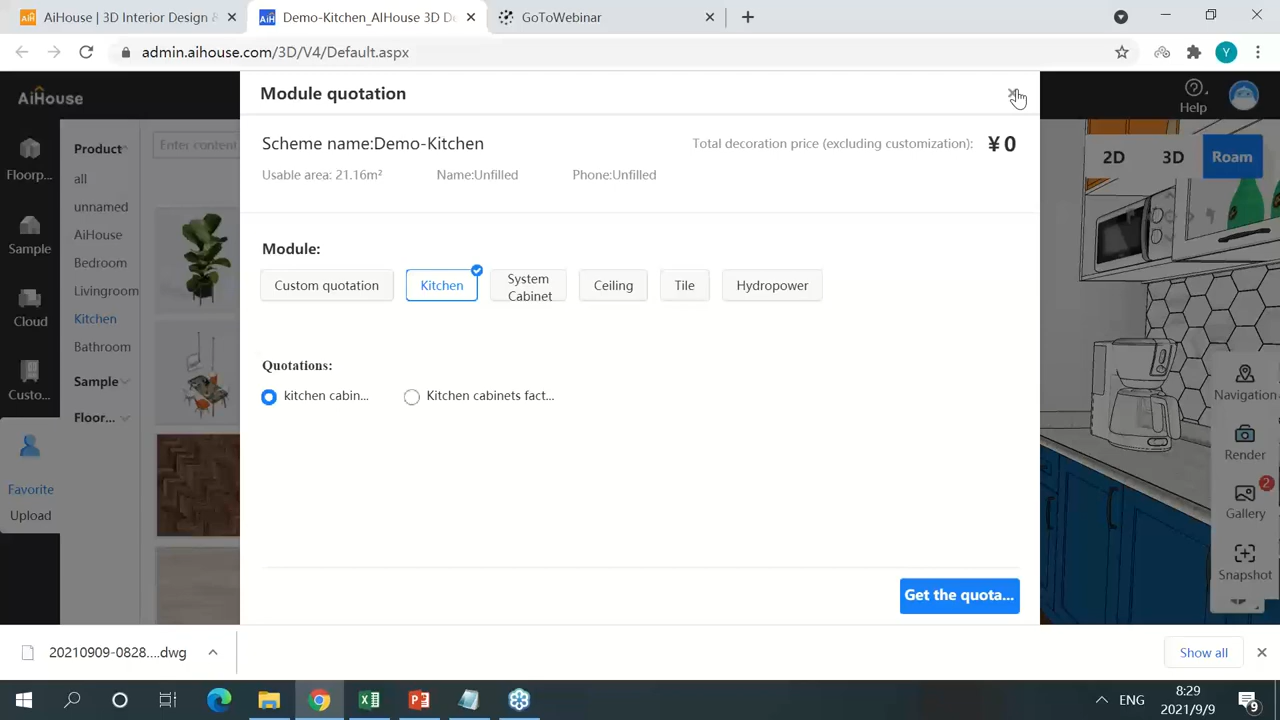 AiHouse | 3D Interior Design &
Demo-Kitchen_AIHouse 3D De
GoToWebinar
admin.aihouse.com/3D/V4/Default.aspx
Y
AiHouse
Module quotation
Help
Scheme name:Demo-Kitchen
Total decoration price (excluding customization): ¥ 0
Usable area: 21.16m² Name:Unfilled Phone:Unfilled
2D 3D Roam
Floorp...
Product
Enter content
all
unnamed
Sample
AiHouse
Module:
Bedroom
Custom quotation Kitchen System Cabinet Ceiling Tile Hydropower
Livingroom
Cloud
Kitchen
Bathroom
Quotations:
Custo...
Sample
kitchen cabin... Kitchen cabinets fact...
Navigation
Floor...
Render
Favorite
2
Gallery
Upload
Snapshot
Get the quota...
20210909-0828....dwg
Show all
ENG
8:29
2021/9/9
9